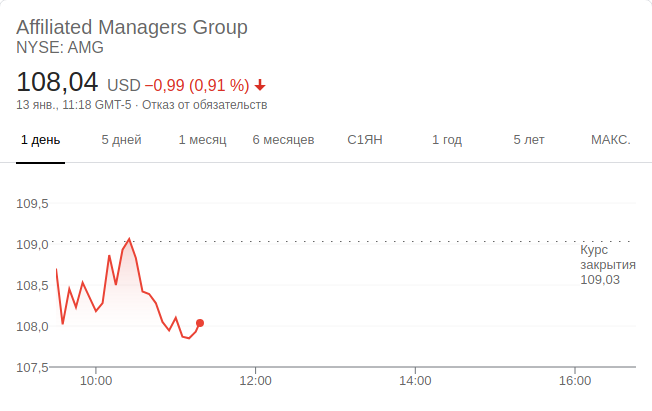 Affiliated Managers Group
NYSE: AMG
108,04 USD −0,99 (0,91 %)
13 янв., 11:18 GMT-5 · Отказ от обязательств
1 день 5 дней 1 месяц 6 месяцев С1ЯН 1 год 5 лет МАКС.
109,5
109,0
Курс
закрытия
109,03
108,5
108,0
107,5
10:00 12:00 14:00 16:00